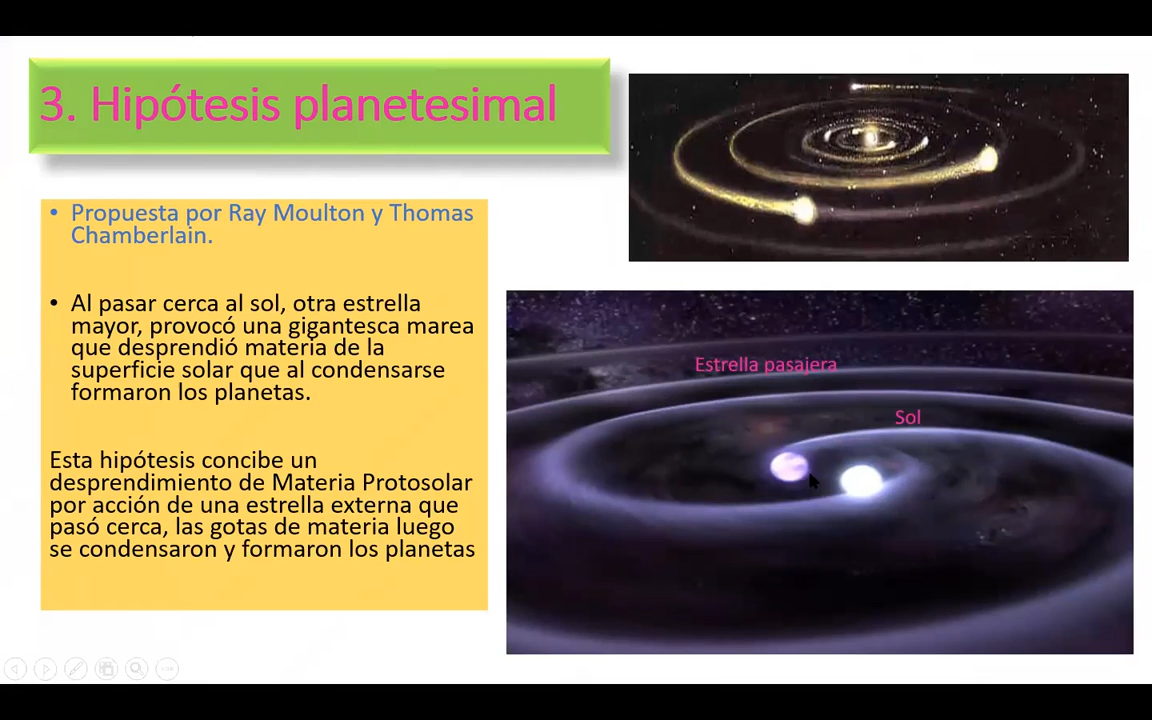 3. Hipótesis planetesimal
• Propuesta por Ray Moulton y Thomas
Chamberlain.
• Al pasar cerca al sol, otra estrella
mayor, provocó una gigantesca marea
que desprendió materia de la
superficie solar que al condensarse
formaron los planetas.
Esta hipótesis concibe un
desprendimiento de Materia Protosolar
por acción de una estrella externa que
pasó cerca, las gotas de materia luego
se condensaron y formaron los planetas
Estrella pasajera
Sol